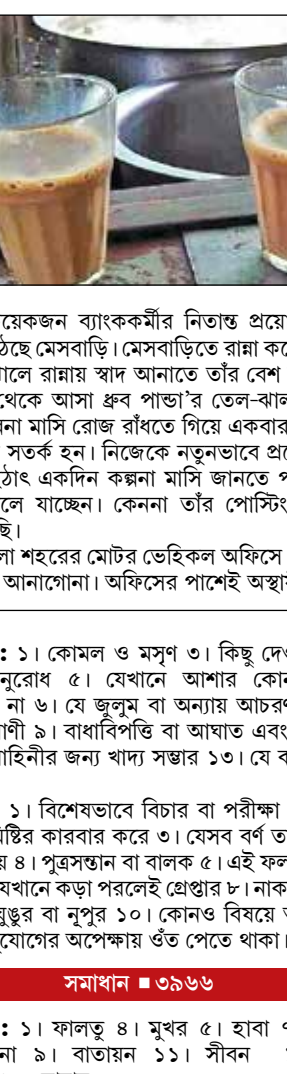 য়েকজন ব্যাংককর্মীর নিতান্ত প্রয়ো
ঠছে মেসবাড়ি। মেসবাড়িতে রান্না কে
ালে রান্নায় স্বাদ আনাতে তাঁর বেশ
থেকে আসা ধ্রুব পান্ডা'র তেল-ঝাল
না মাসি রোজ রাঁধতে গিয়ে একবার
সতর্ক হন। নিজেকে নতুনভাবে প্রে
ঠাৎ একদিন কল্পনা মাসি জানতে প
লে যাচ্ছেন। কেননা তাঁর পোস্টিং
ছি।
লা শহরের মোটর ভেহিকল অফিসে
আনাগোনা। অফিসের পাশেই অস্থায়
: ১। কোমল ও মসৃণ ৩। কিছু দেও
নুরোধ ৫। যেখানে আশার কোন
না ৬। যে জুলুম বা অন্যায় আচরণ
াণী ৯। বাধাবিপত্তি বা আঘাত এবং
াহিনীর জন্য খাদ্য সম্ভার ১৩। যে ব
১। বিশেষভাবে বিচার বা পরীক্ষা
মিষ্টির কারবার করে ৩। যেসব বর্ণ ত
য় ৪। পুত্রসন্তান বা বালক ৫। এই ফল
যেখানে কড়া পরলেই গ্রেপ্তার ৮। নাক
ঘুঙুর বা নূপুর ১০। কোনও বিষয়ে
যোগের অপেক্ষায় ওঁত পেতে থাকা।
সমাধান ■ ৩৯৬৬
: ১। ফালতু ৪। মুখর ৫। হাবা ৭
না ৯। বাতায়ন ১১। সীবন